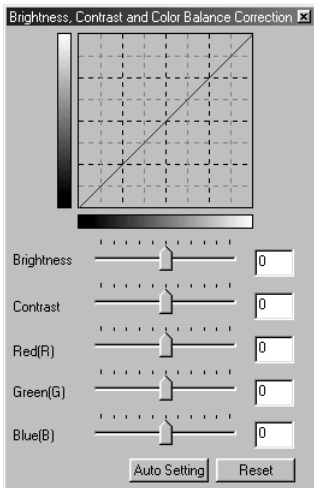 Brightness, Contrast and Color Balance Correction
Brightness 0
Contrast 0
Red(R) 0
Green(G) 0
Blue(B) 0
Auto Setting Reset